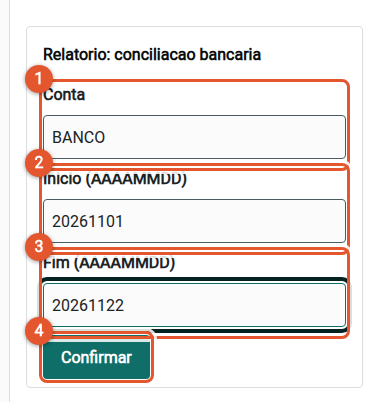 Relatorio: conciliacao bancaria
1
Conta
BANCO
2
Inicio (AAAAMMDD)
20261101
3
Fim (AAAAMMDD)
20261122
4
Confirmar